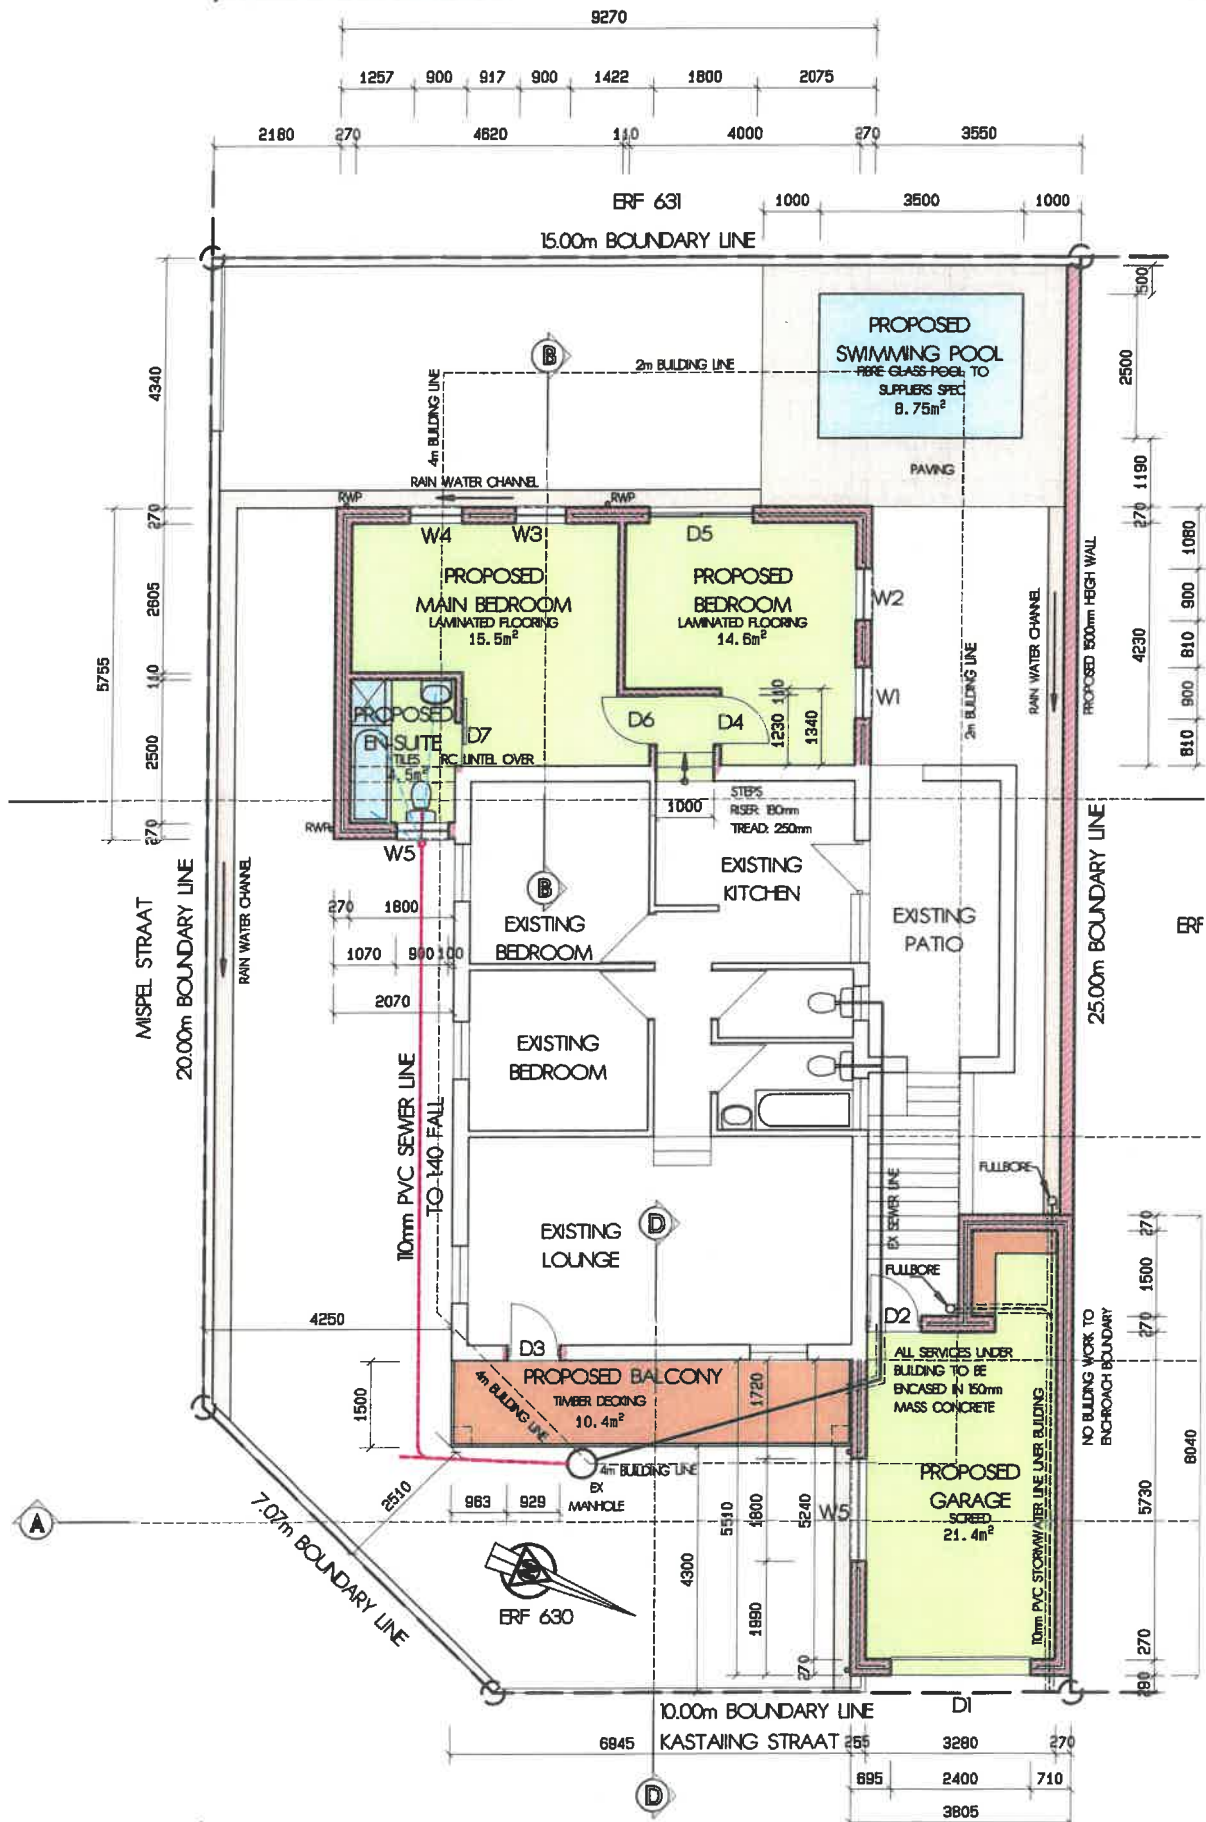 9270
1257 900 917 900 1422 1800 2075
2180 270 4620 110 4000 270 3550
ERF 631
1000 3500 1000
15.00m BOUNDARY LINE
500
PROPOSED
SWIMMING POOL
FIBRE GLASS POOL TO
SUPPLIERS SPEC
8.75m²
2500
B
2m BUILDING LINE
4m BUILDING LINE
4340
PAVING
1190
RAIN WATER CHANNEL
RWP
RWP
270
W4
W3
D5
270
1080
PROPOSED
MAIN BEDROOM
LAMINATED FLOORING
15.5m²
PROPOSED
BEDROOM
LAMINATED FLOORING
14.6m²
W2
W1
2605
5755
110
2500
270
900
810
900
810
4230
RAIN WATER CHANNEL
PROPOSED 1500mm HEIGH WALL
2m BUILDING LINE
PROPOSED
EN-SUITE
TILES
4.5m²
D7
RC LINTEL OVER
D6
D4
110
1230
1340
1000
STEPS
RISER: 180mm
TREAD: 250mm
RWP
W5
EXISTING
KITCHEN
B
EXISTING
BEDROOM
EXISTING
PATIO
ERF
270 1800
1070 900 100
2070
MISPEL STRAAT
20.00m BOUNDARY LINE
RAIN WATER CHANNEL
25.00m BOUNDARY LINE
EXISTING
BEDROOM
110mm PVC SEWER LINE
TO 1:40 FALL
EXISTING
LOUNGE
D
EX SEWER LINE
FULLBORE
FULLBORE
D2
270
1500
270
4250
D3
1500
PROPOSED BALCONY
TIMBER DECKING
10.4m²
4m BUILDING LINE
1720
ALL SERVICES UNDER
BUILDING TO BE
ENCASED IN 150mm
MASS CONCRETE
NO BUILDING WORK TO
ENCHROACH BOUNDARY
8040
4m BUILDING LINE
EX
MANHOLE
2510
963 929
PROPOSED
GARAGE
SCREED
21.4m²
W5
5510
1800
5240
5730
110mm PVC STORMWATER LINE UNER BUILDING
A
7.07m BOUNDARY LINE
N
ERF 630
4300
1990
270
270
280
10.00m BOUNDARY LINE
D1
KASTAIING STRAAT
6845 255 3280 270
695 2400 710
D
3805